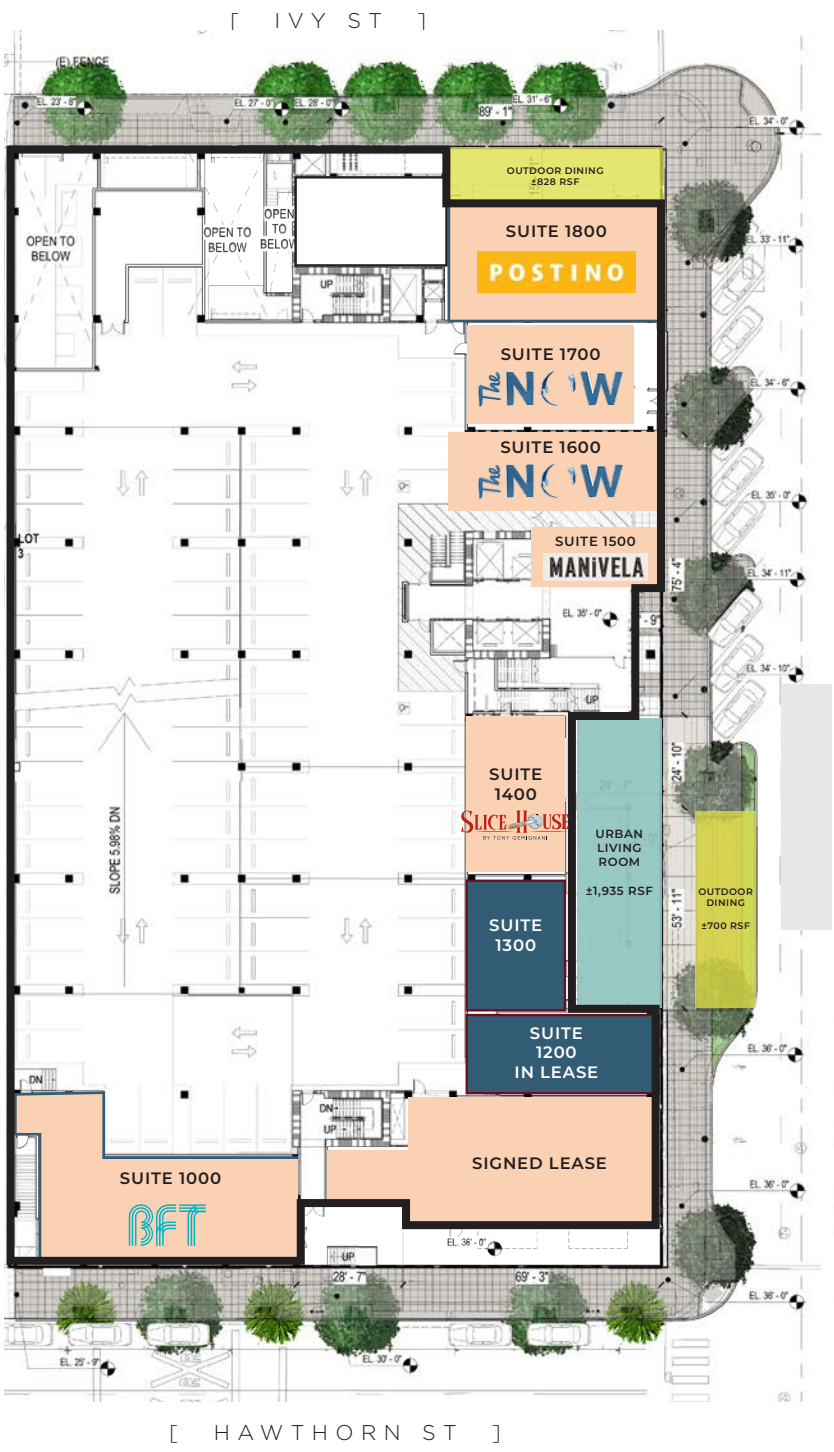 [ IVY ST ]
(E) FENCE
EL. 23' - 8"
EL. 27' - 0"
EL. 28' - 0"
EL. 31' - 6"
89' - 1"
EL. 34' - 0"
OUTDOOR DINING
±828 RSF
OPEN TO
BELOW
OPEN TO
BELOW
OPEN
TO
BELOW
UP
SUITE 1800
POSTINO
EL. 33' - 11"
SUITE 1700
The NOW
EL. 34' - 6"
SUITE 1600
The NOW
EL. 35' - 0"
LOT
3
SUITE 1500
MANiVELA
75' - 4"
EL. 34' - 11"
EL. 35' - 0"
' - 9"
EL. 34' - 10"
UP
SUITE
1400
SLICE HOUSE
BY TONY GEMIGNANI
24' - 7"
24' - 10"
SLOPE 5.98% DN
URBAN
LIVING
ROOM
±1,935 RSF
OUTDOOR
DINING
±700 RSF
53' - 11"
SUITE
1300
SUITE
1200
IN LEASE
EL. 36' - 0"
DN
DN
UP
SUITE 1000
BFT
SIGNED LEASE
EL. 36' - 0"
EL. 36' - 0"
UP
28' - 7"
69' - 3"
EL. 36' - 0"
EL. 25' - 9"
EL. 30' - 0"
[ HAWTHORN ST ]